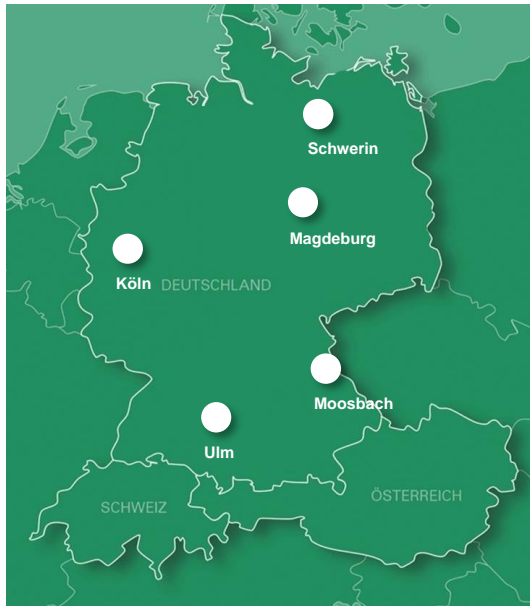 Schwerin
Magdeburg
Köln
DEUTSCHLAND
Moosbach
Ulm
ÖSTERREICH
SCHWEIZ